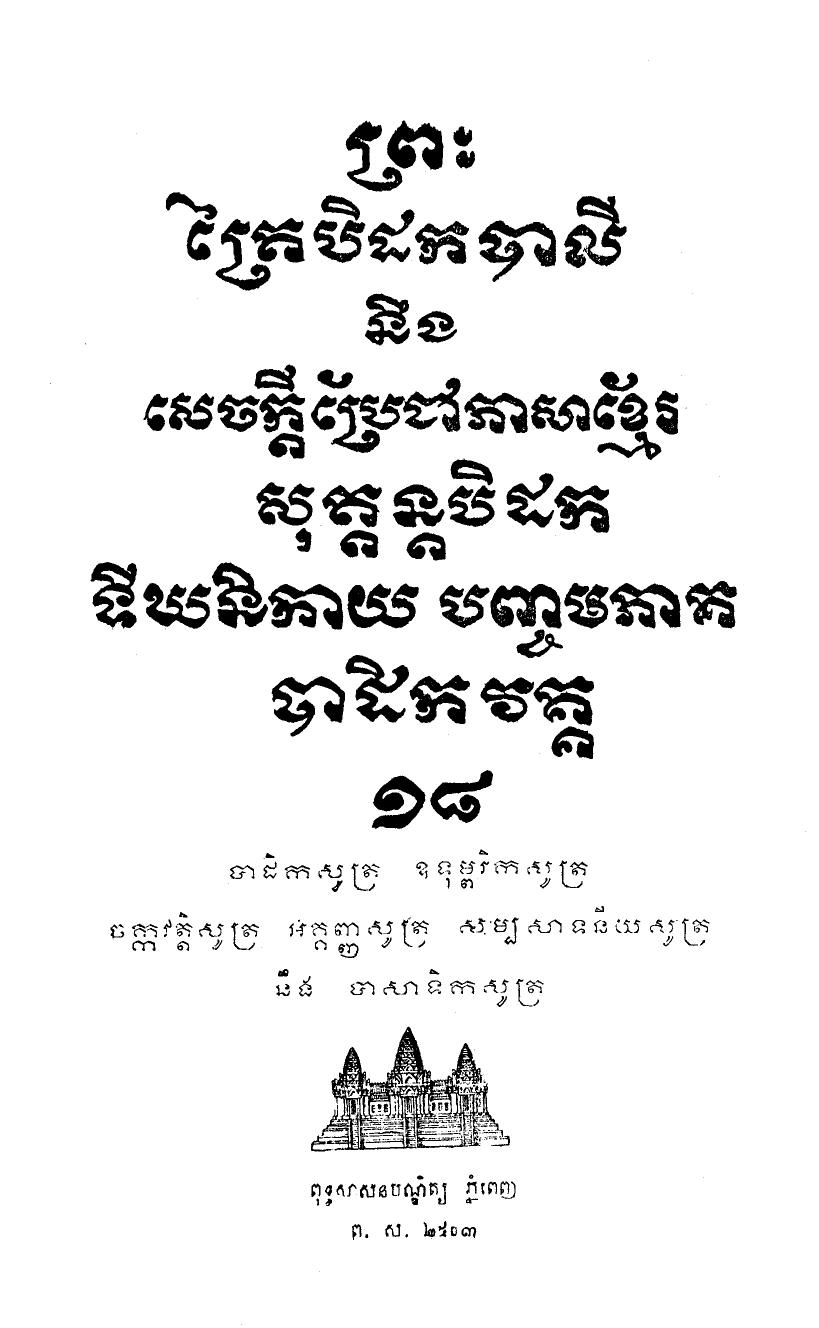 ព្រះ
ត្រៃបិដកបាលី
នឹង
សេចក្តីប្រែជាភាសាខ្មែរ
សុត្តន្តបិដក
ទីឃនិកាយ បញ្ចមភាគ
បាដិកវគ្គ
១៨
បាដិកសូត្រ ឧទុម្ពរិកសូត្រ
ចក្កវត្តិសូត្រ អគ្គញ្ញសូត្រ សម្បសាទនីយសូត្រ
នឹង បាសាទិកសូត្រ
ពុទ្ធសាសនបណ្ឌិត្យ ភ្នំពេញ
ព. ស. ២៥០៣